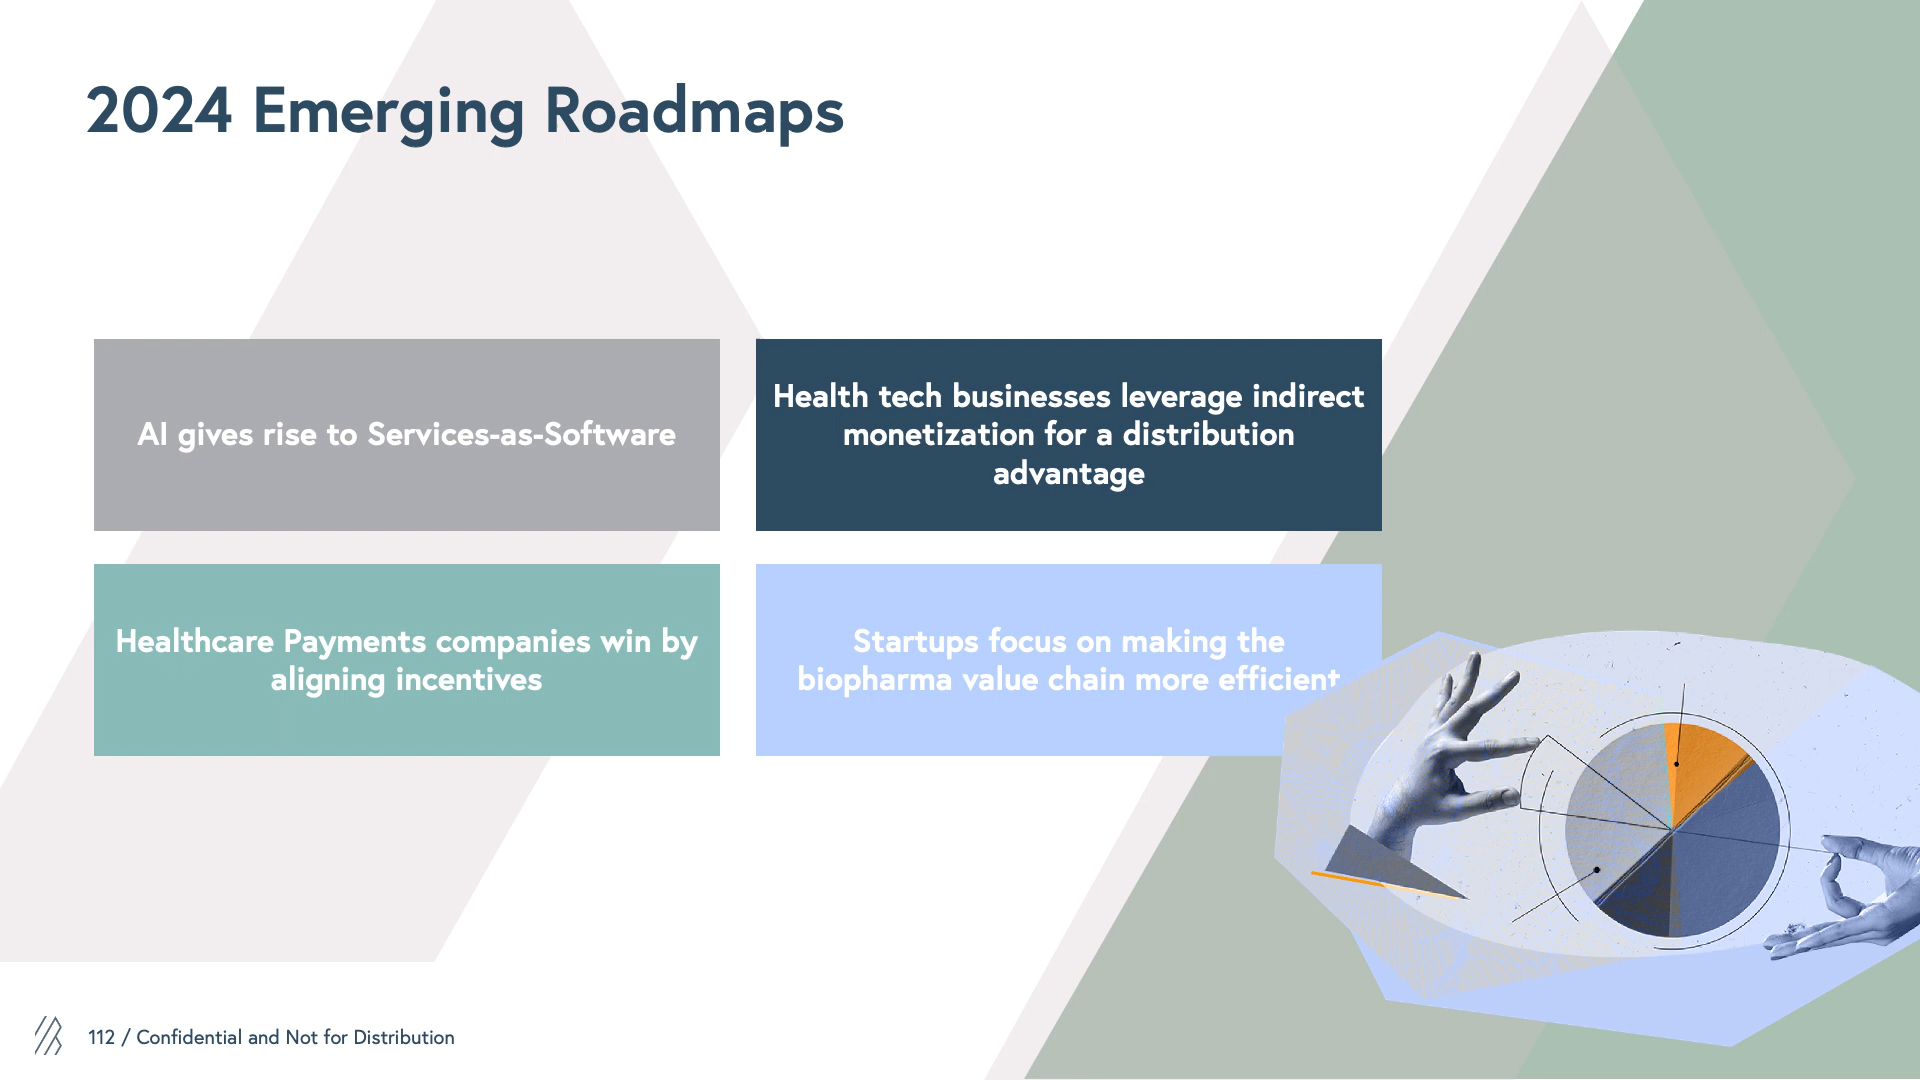 2024 Emerging Roadmaps
AI gives rise to Services-as-Software
Health tech businesses leverage indirect
monetization for a distribution
advantage
Healthcare Payments companies win by
aligning incentives
Startups focus on making the
biopharma value chain more efficient
112 / Confidential and Not for Distribution